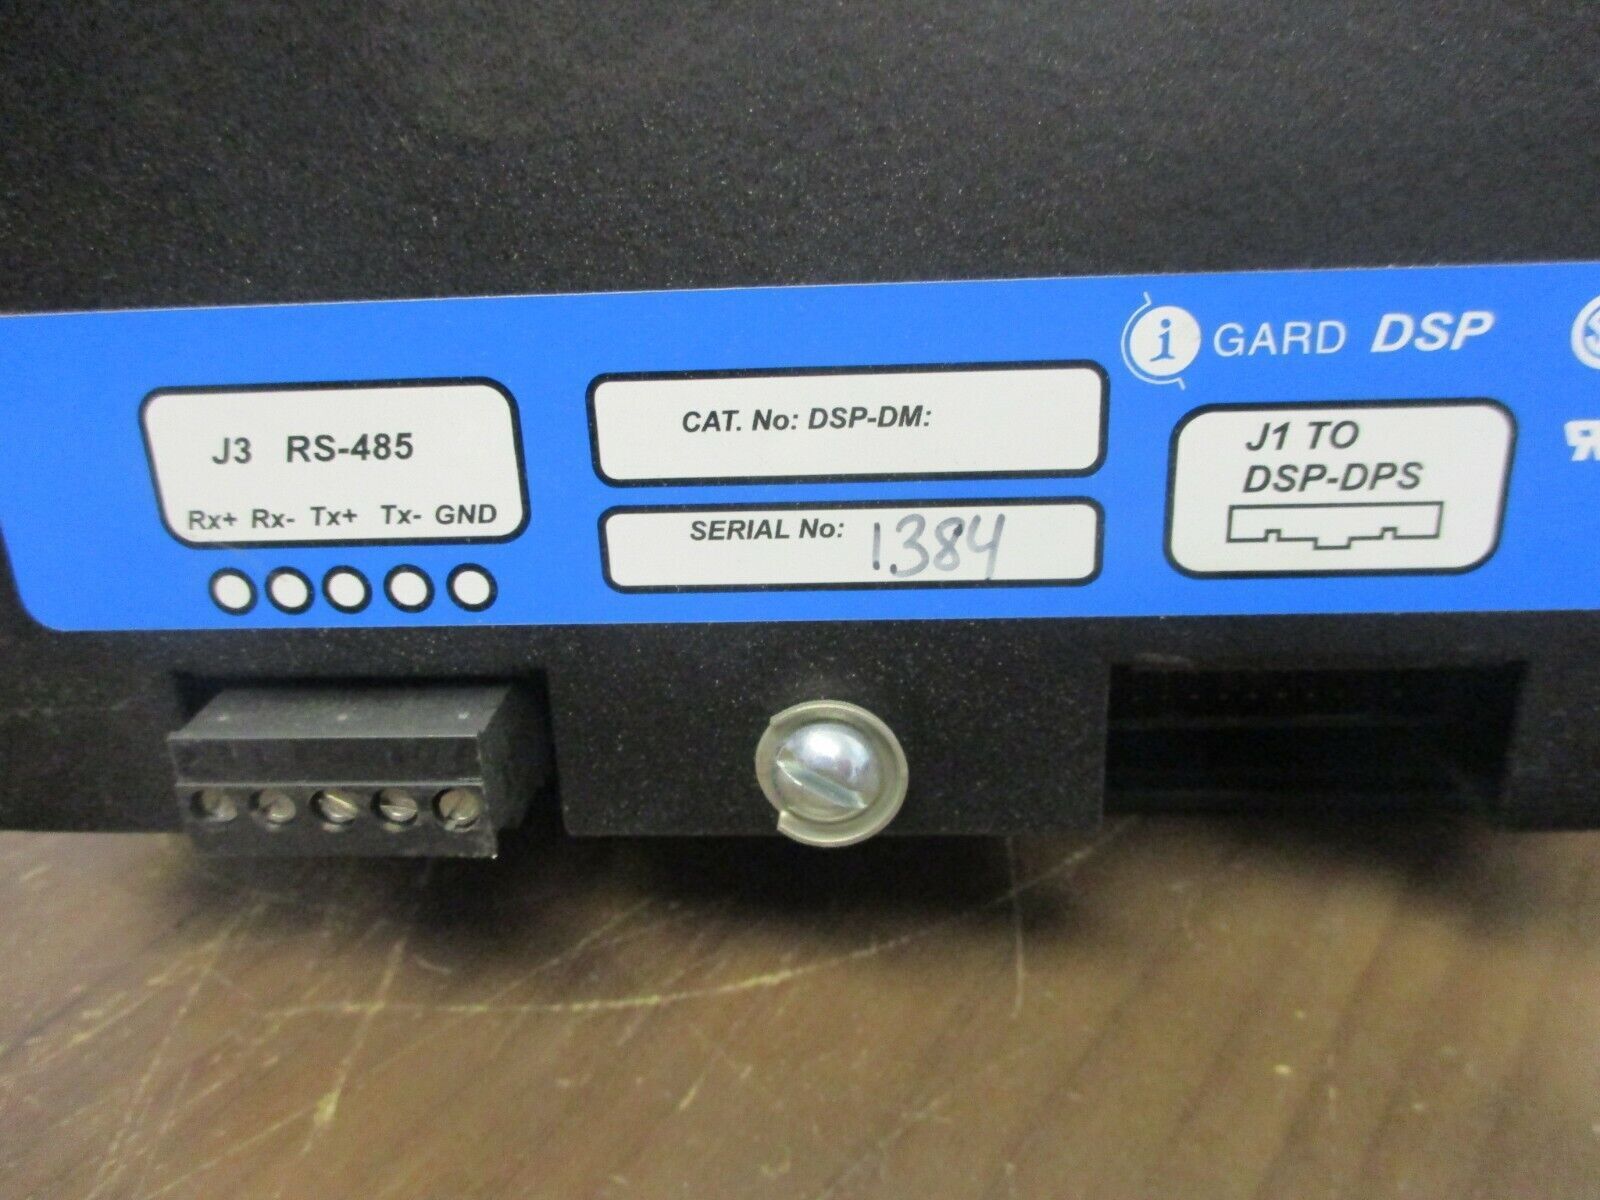 i GARD DSP
J3 RS-485
Rx+ Rx- Tx+ Tx- GND
CAT. No: DSP-DM:
SERIAL No: 1384
J1 TO
DSP-DPS